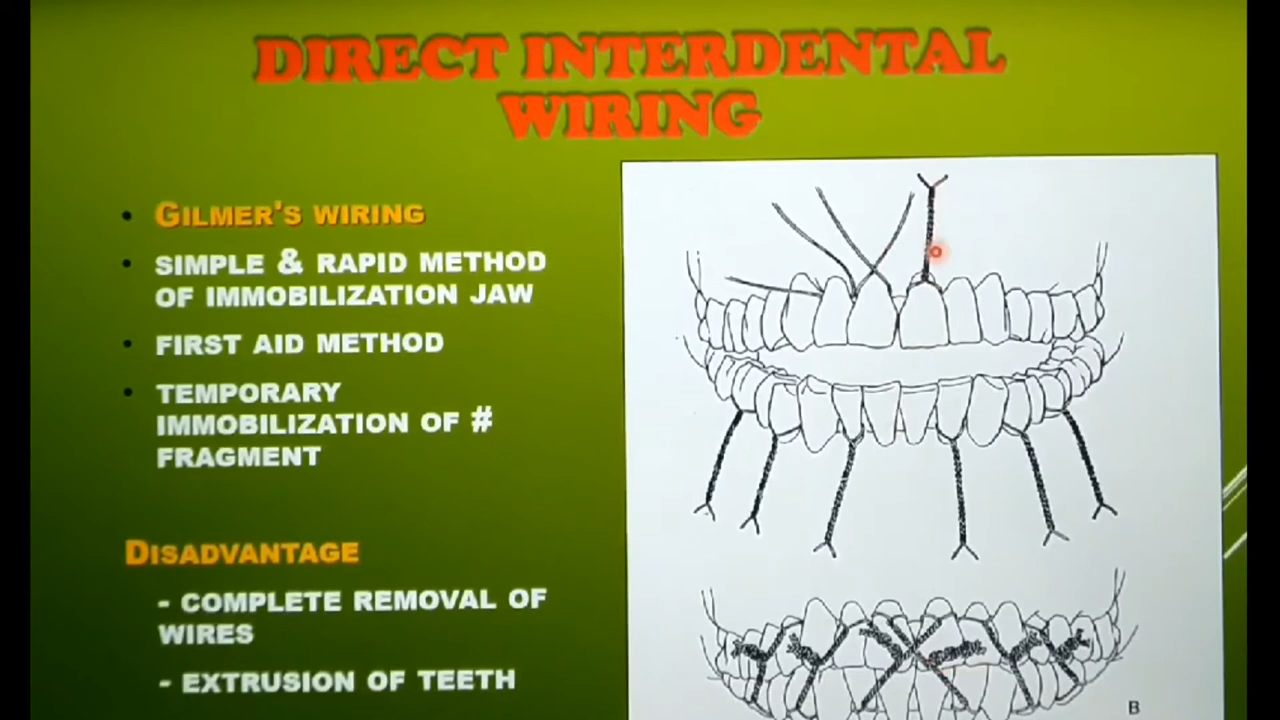 DIRECT INTERDENTAL
WIRING
• GILMER'S WIRING
• SIMPLE & RAPID METHOD
OF IMMOBILIZATION JAW
• FIRST AID METHOD
• TEMPORARY
IMMOBILIZATION OF #
FRAGMENT
DISADVANTAGE
- COMPLETE REMOVAL OF
WIRES
- EXTRUSION OF TEETH
B